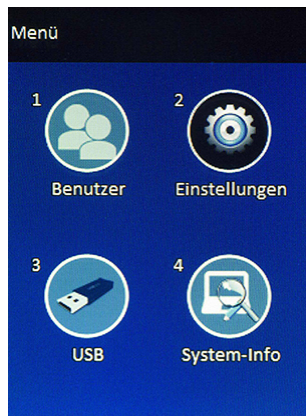 Menü
1
2
Benutzer
Einstellungen
3
4
USB
System-Info